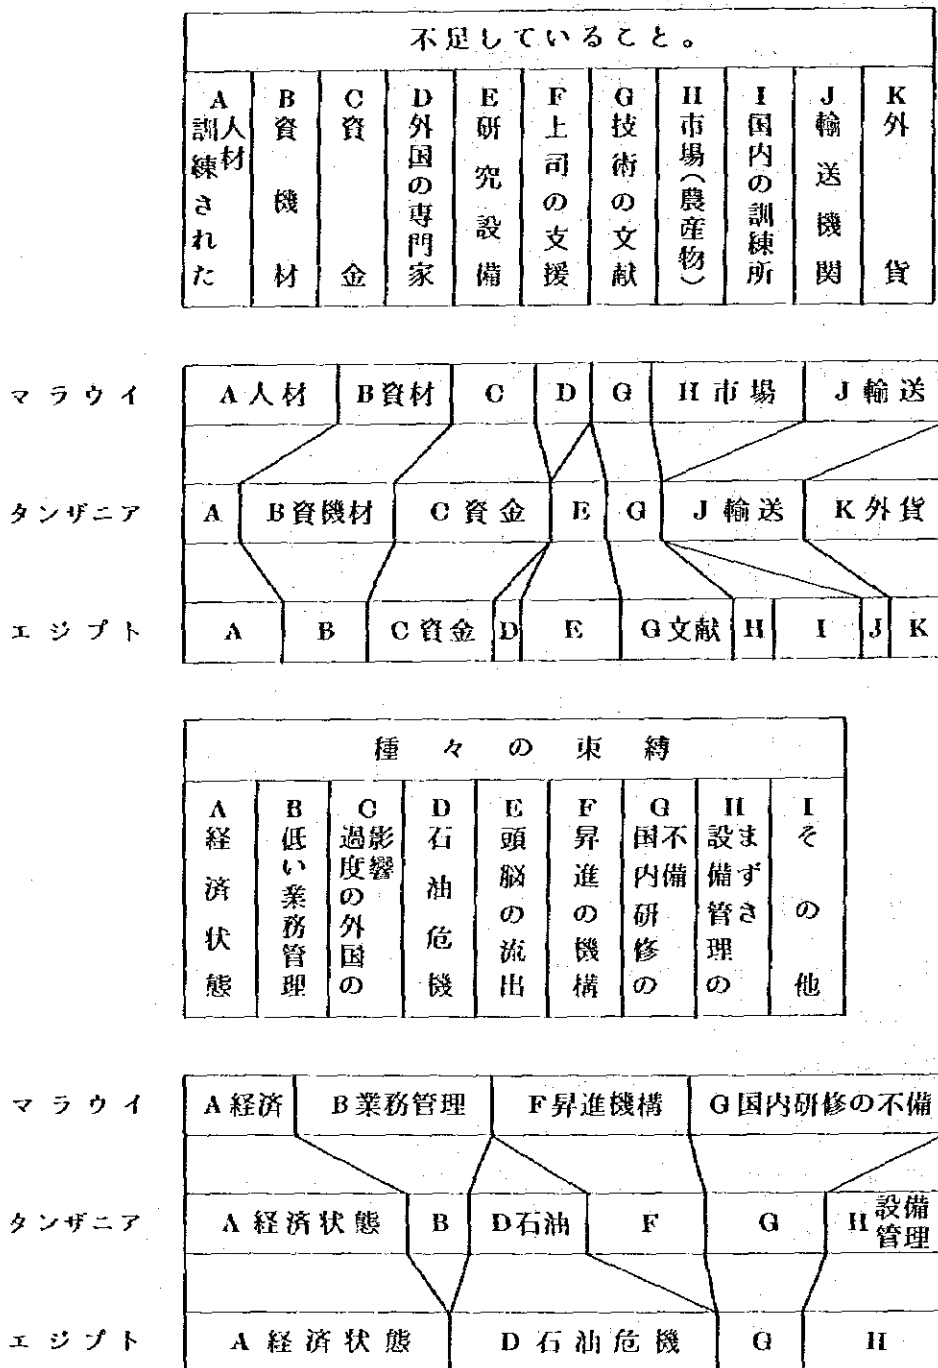 不足していること。
A 訓練された人材
B 資機材
C 資金
D 外国の専門家
E 研究設備
F 上司の支援
G 技術の文献
H 市場(農産物)
I 国内の訓練所
J 輸送機関
K 外貨
マラウイ A人材 B資材 C D G H市場 J輸送
タンザニア A B資機材 C資金 E G J輸送 K外貨
エジプト A B C資金 D E G文献 H I J K
種々の束縛
A 経済状態
B 低い業務管理
C 過度の外国の影響
D 石油危機
E 頭脳の流出
F 昇進の機構
G 国内研修の不備
H 設備管理のまずさ
I その他
マラウイ A経済 B業務管理 F昇進機構 G国内研修の不備
タンザニア A経済状態 B D石油 F G H設備管理
エジプト A経済状態 D石油危機 G H